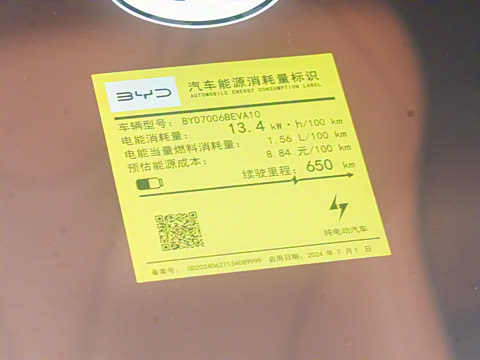 BYD
汽车能源消耗量标识
AUTOMOBILE ENERGY CONSUMPTION LABEL
车辆型号: BYD7006BEVA10
电能消耗量: 13.4 kW·h/100 km
电能当量燃料消耗量: 1.56 L/100 km
预估能源成本: 8.84 元/100 km
续驶里程: 650 km
纯电动汽车
备案号: QD20240627134089999 启用日期: 2024 年 7 月 1 日